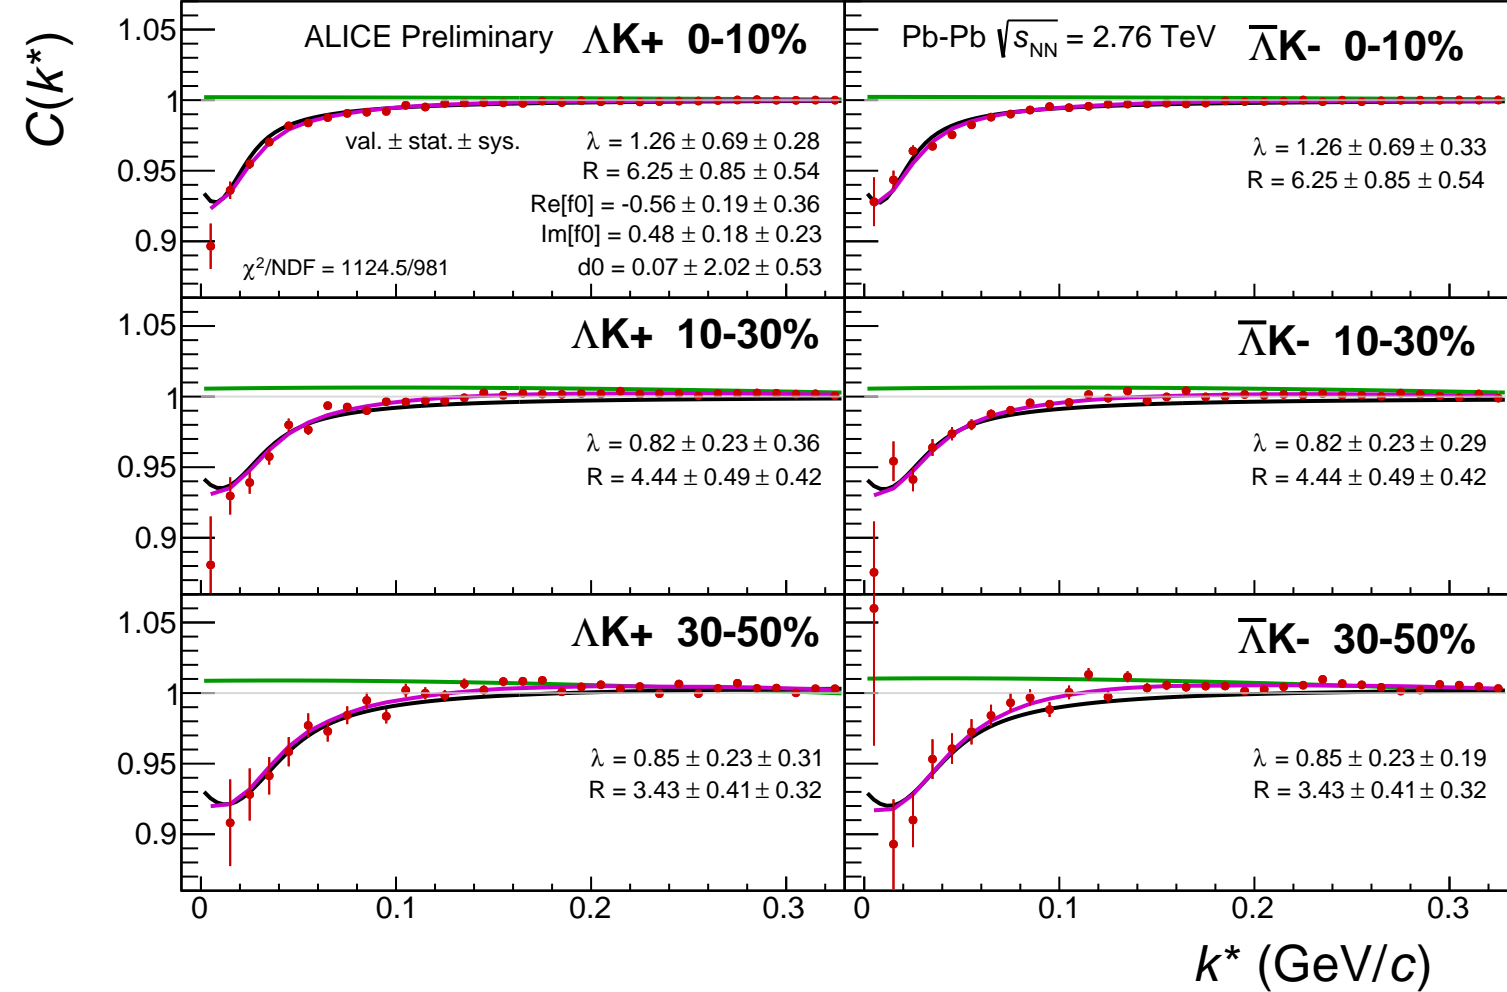 C(k*)
ALICE Preliminary ΛK+ 0-10%
1.05
1
0.95
0.9
val. ± stat. ± sys.
λ = 1.26 ± 0.69 ± 0.28
R = 6.25 ± 0.85 ± 0.54
Re[f0] = -0.56 ± 0.19 ± 0.36
Im[f0] = 0.48 ± 0.18 ± 0.23
d0 = 0.07 ± 2.02 ± 0.53
χ²/NDF = 1124.5/981
Pb-Pb √sNN = 2.76 TeV Λ̅K- 0-10%
λ = 1.26 ± 0.69 ± 0.33
R = 6.25 ± 0.85 ± 0.54
ΛK+ 10-30%
1.05
1
0.95
0.9
λ = 0.82 ± 0.23 ± 0.36
R = 4.44 ± 0.49 ± 0.42
Λ̅K- 10-30%
λ = 0.82 ± 0.23 ± 0.29
R = 4.44 ± 0.49 ± 0.42
ΛK+ 30-50%
1.05
1
0.95
0.9
λ = 0.85 ± 0.23 ± 0.31
R = 3.43 ± 0.41 ± 0.32
Λ̅K- 30-50%
λ = 0.85 ± 0.23 ± 0.19
R = 3.43 ± 0.41 ± 0.32
0 0.1 0.2 0.3
0 0.1 0.2 0.3
k* (GeV/c)